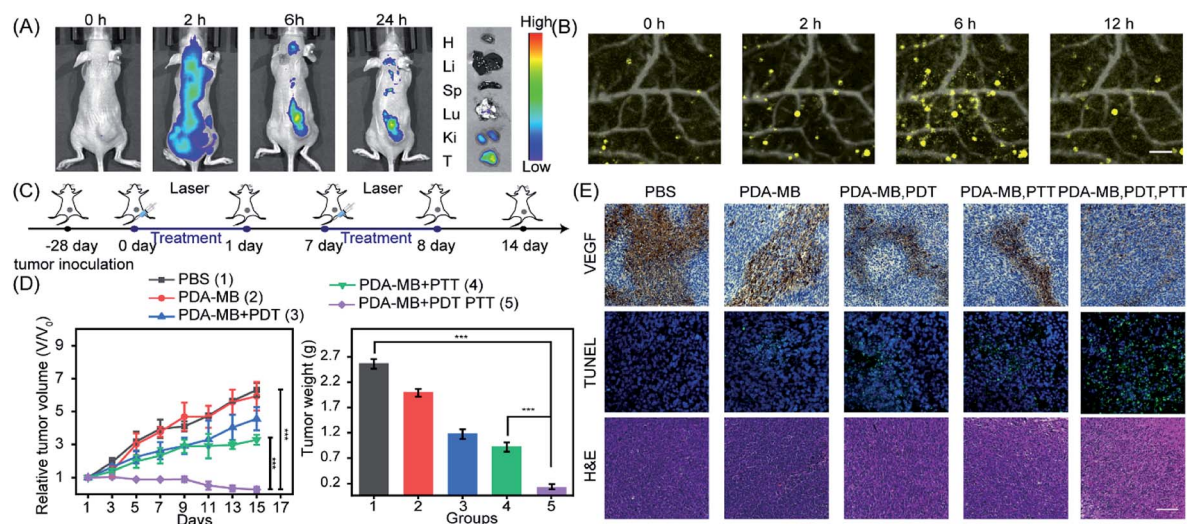 (A)
0 h
2 h
6h
24 h
H
Li
Sp
Lu
Ki
T
High
Low
(B)
0 h
2 h
6 h
12 h
(C)
Laser
Laser
Treatment
Treatment
-28 day
0 day
1 day
7 day
8 day
14 day
tumor inoculation
(D)
PBS (1)
PDA-MB (2)
PDA-MB+PDT (3)
PDA-MB+PTT (4)
PDA-MB+PDT PTT (5)
Relative tumor volume (V/V0)
9
7
5
3
1
1 3 5 7 9 11 13 15 17
Days
***
***
Tumor weight (g)
2.7
2.2
1.7
1.2
0.7
0.2
1 2 3 4 5
Groups
***
***
(E)
PBS
PDA-MB
PDA-MB,PDT
PDA-MB,PTT
PDA-MB,PDT,PTT
VEGF
TUNEL
H&E